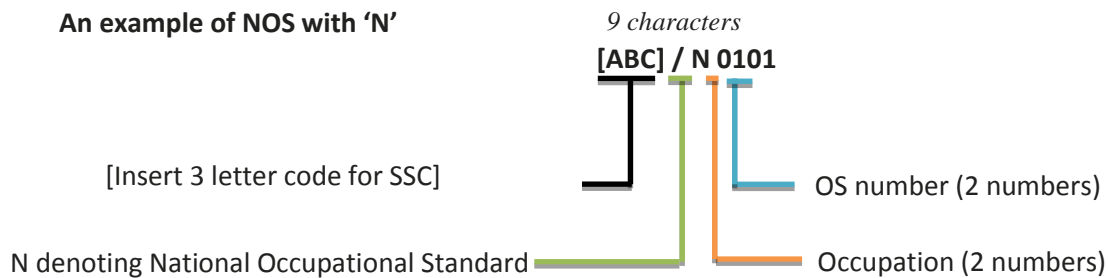 An example of NOS with ‘N’
9 characters
[ABC] / N 0101
[Insert 3 letter code for SSC]
OS number (2 numbers)
N denoting National Occupational Standard
Occupation (2 numbers)